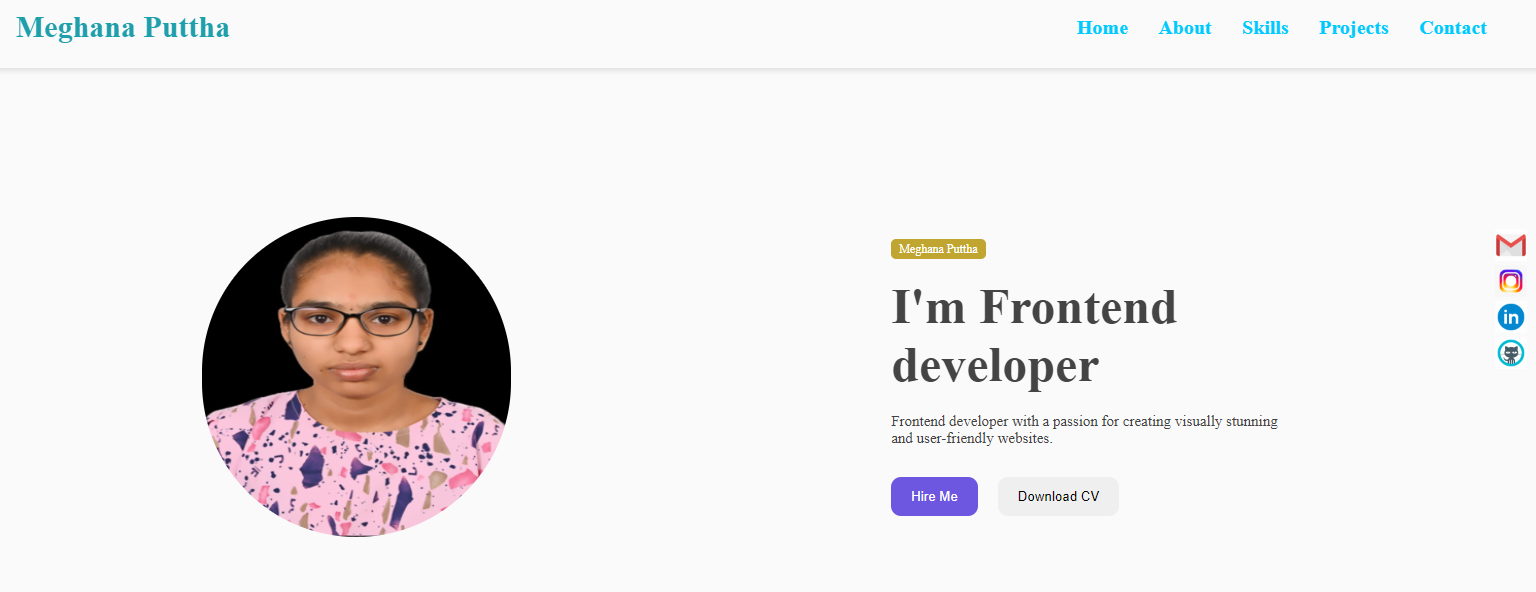 Meghana Puttha
Home About Skills Projects Contact
Meghana Puttha
I'm Frontend
developer
Frontend developer with a passion for creating visually stunning
and user-friendly websites.
Hire Me Download CV
in